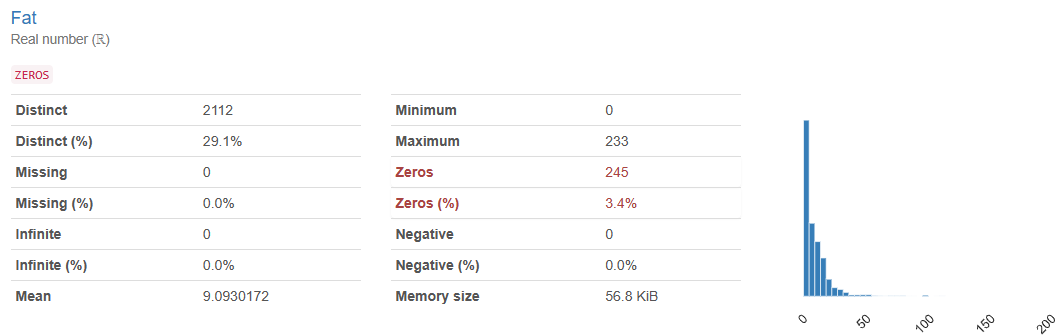 Fat
Real number (ℝ)
ZEROS
Distinct 2112
Distinct (%) 29.1%
Missing 0
Missing (%) 0.0%
Infinite 0
Infinite (%) 0.0%
Mean 9.0930172
Minimum 0
Maximum 233
Zeros 245
Zeros (%) 3.4%
Negative 0
Negative (%) 0.0%
Memory size 56.8 KiB
0 50 100 150 200